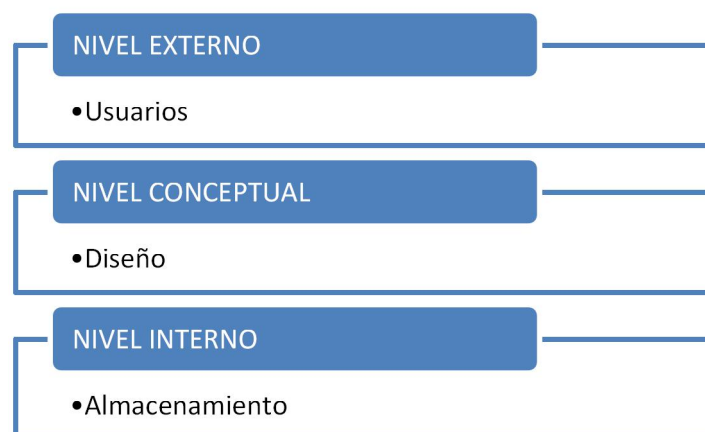 NIVEL EXTERNO
•Usuarios
NIVEL CONCEPTUAL
•Diseño
NIVEL INTERNO
•Almacenamiento